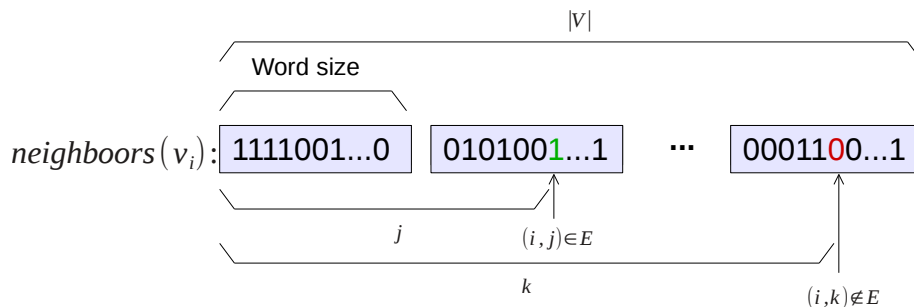 |V|
Word size
neighboors(v_i): 1111001...0 0101001...1 ... 0001100...1
j (i,j)∈E
k (i,k)∉E